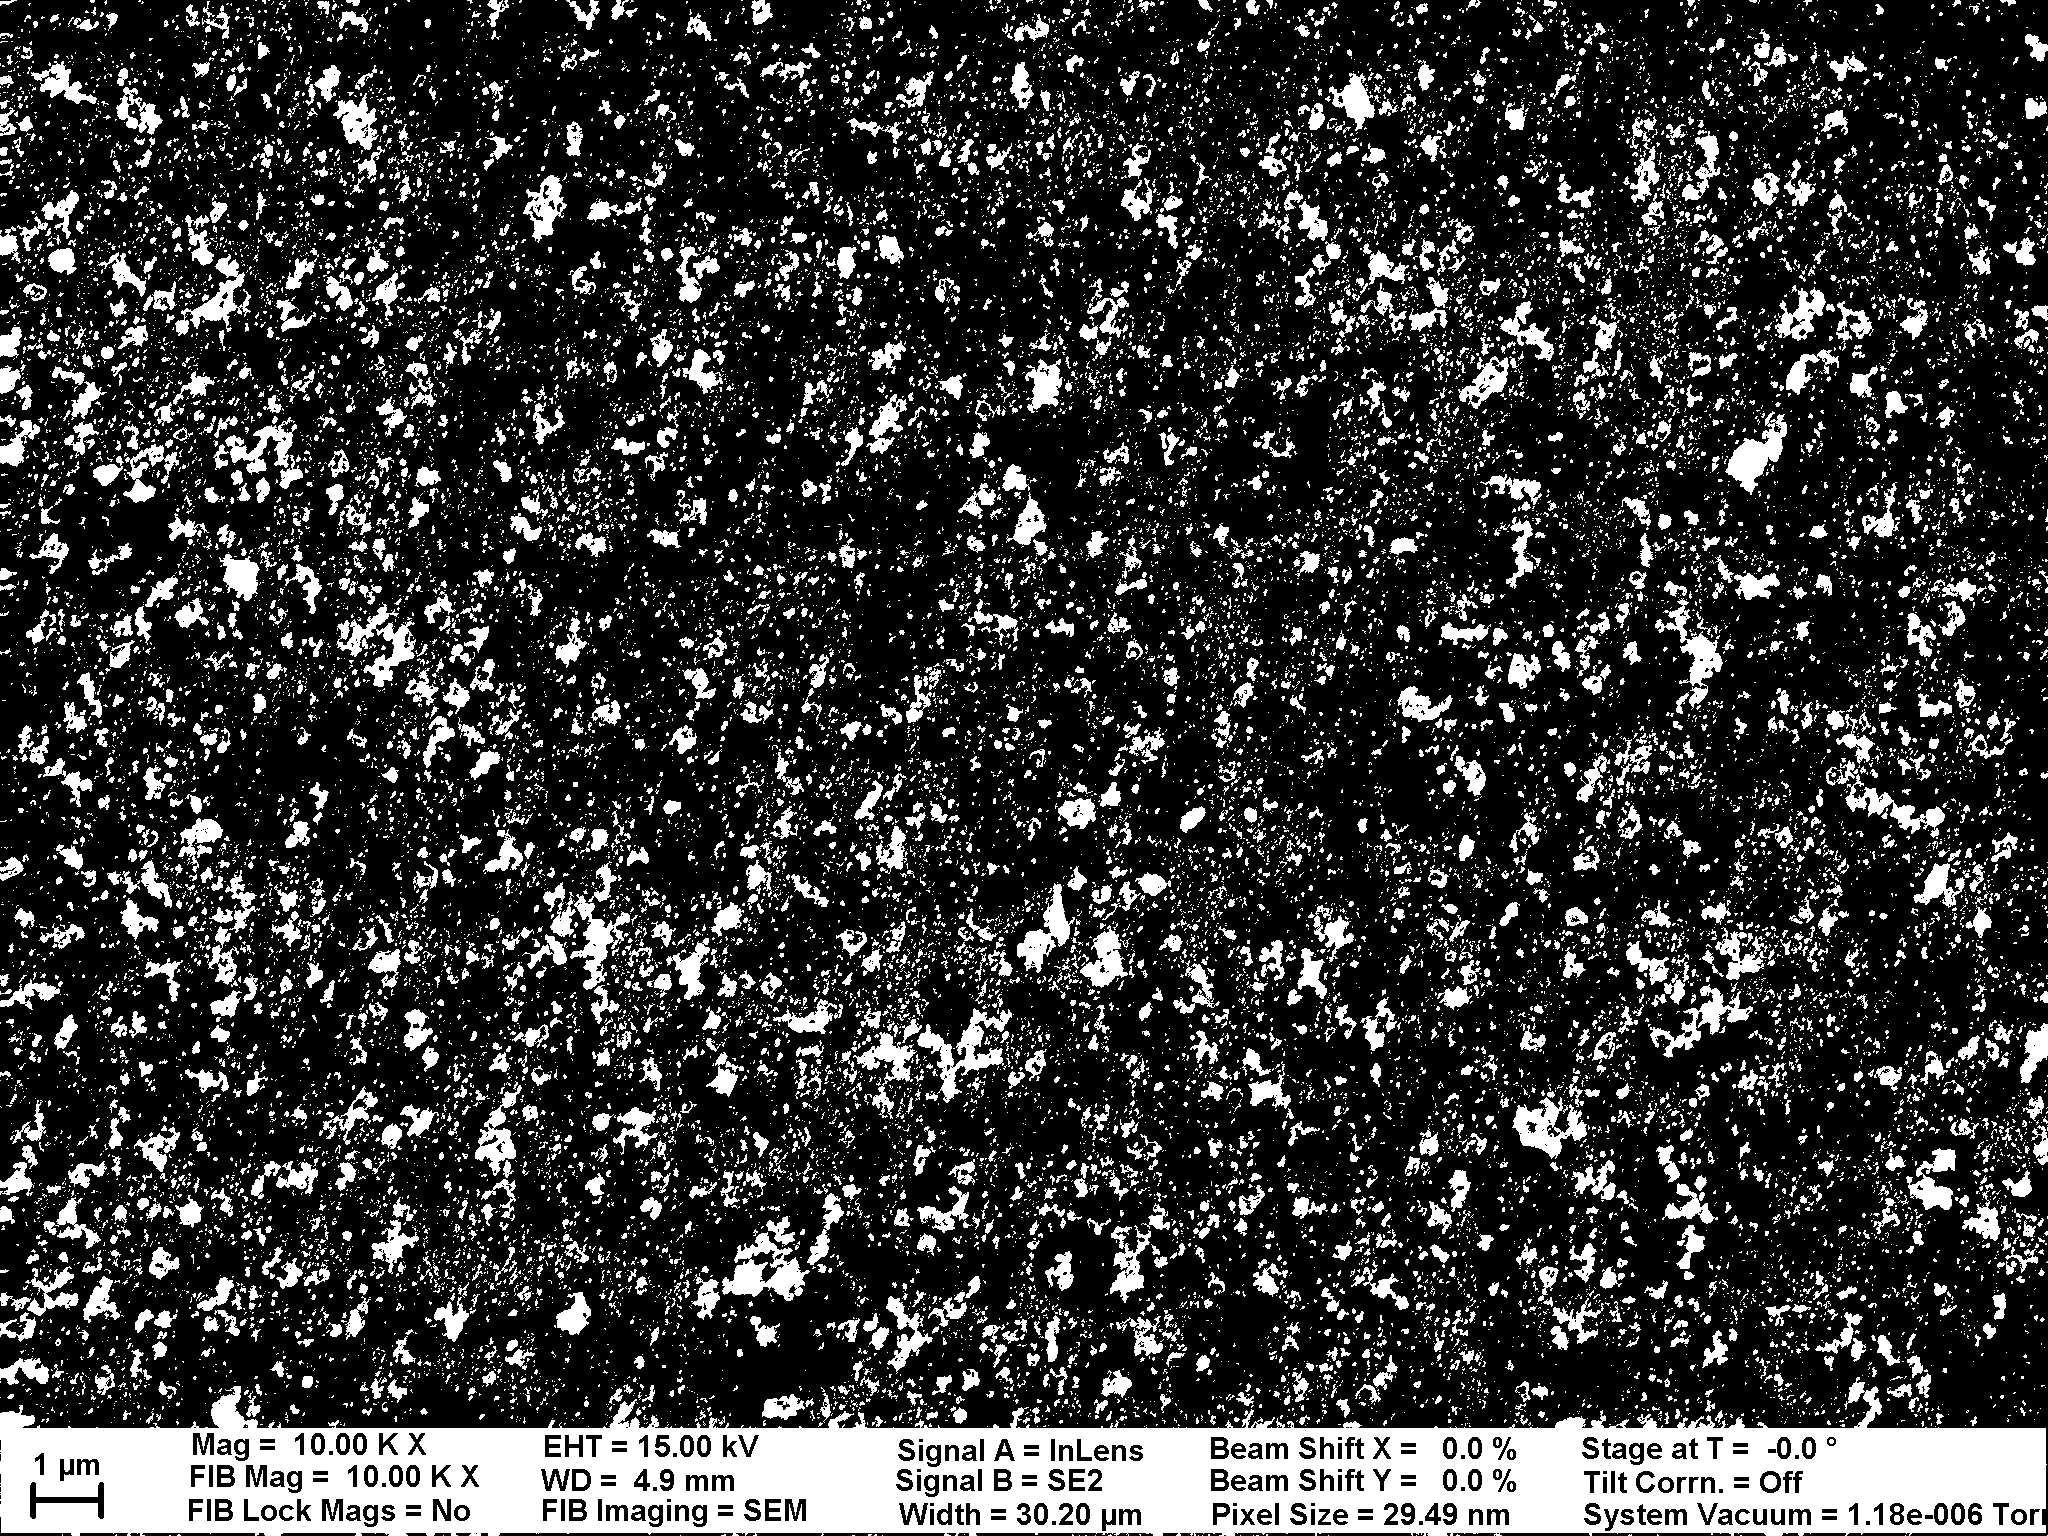 1 µm
Mag = 10.00 K X
FIB Mag = 10.00 K X
FIB Lock Mags = No
EHT = 15.00 kV
WD = 4.9 mm
FIB Imaging = SEM
Signal A = InLens
Signal B = SE2
Width = 30.20 µm
Beam Shift X = 0.0 %
Beam Shift Y = 0.0 %
Pixel Size = 29.49 nm
Stage at T = -0.0 °
Tilt Corrn. = Off
System Vacuum = 1.18e-006 Torr